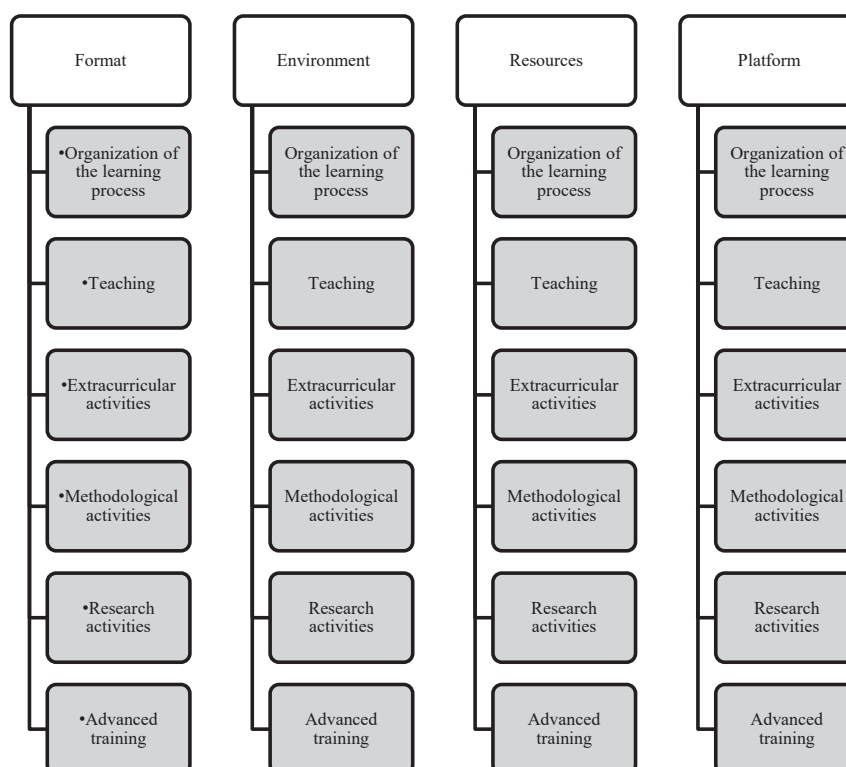 Format
•Organization of
the learning
process
•Teaching
•Extracurricular
activities
•Methodological
activities
•Research
activities
•Advanced
training
Environment
Organization of
the learning
process
Teaching
Extracurricular
activities
Methodological
activities
Research
activities
Advanced
training
Resources
Organization of
the learning
process
Teaching
Extracurricular
activities
Methodological
activities
Research
activities
Advanced
training
Platform
Organization of
the learning
process
Teaching
Extracurricular
activities
Methodological
activities
Research
activities
Advanced
training